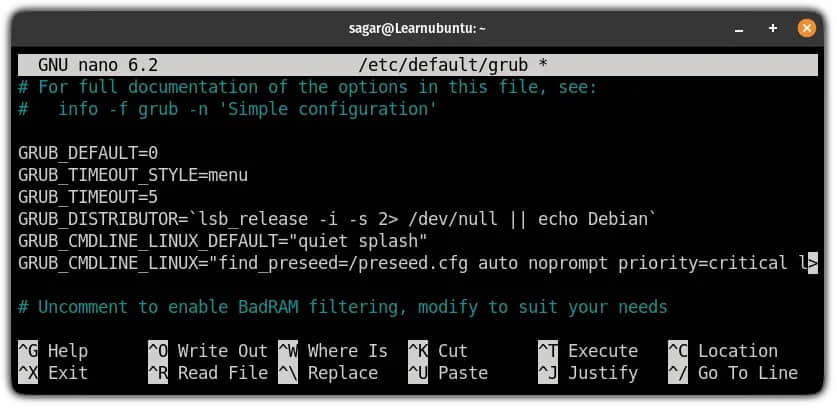 sagar@Learnubuntu: ~
GNU nano 6.2 /etc/default/grub *
# For full documentation of the options in this file, see:
#   info -f grub -n 'Simple configuration'
GRUB_DEFAULT=0
GRUB_TIMEOUT_STYLE=menu
GRUB_TIMEOUT=5
GRUB_DISTRIBUTOR=`lsb_release -i -s 2> /dev/null || echo Debian`
GRUB_CMDLINE_LINUX_DEFAULT="quiet splash"
GRUB_CMDLINE_LINUX="find_preseed=/preseed.cfg auto noprompt priority=critical l>
# Uncomment to enable BadRAM filtering, modify to suit your needs
^G Help ^O Write Out ^W Where Is ^K Cut ^T Execute ^C Location
^X Exit ^R Read File ^\ Replace ^U Paste ^J Justify ^/ Go To Line